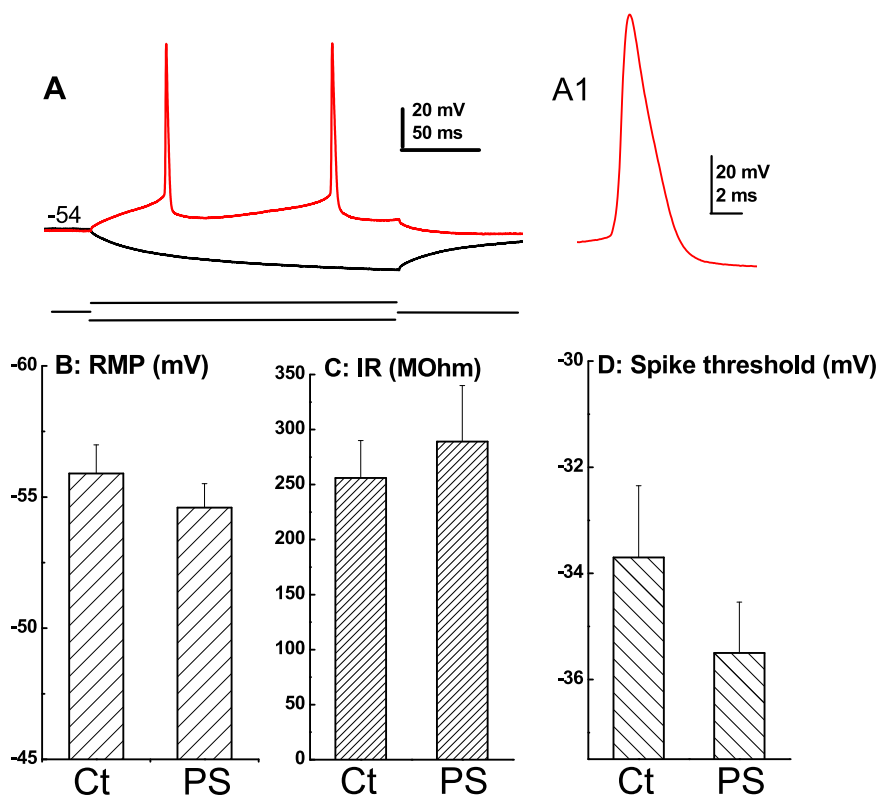 A
20 mV
50 ms
-54
A1
20 mV
2 ms
B: RMP (mV)
-60
-55
-50
-45
Ct PS
C: IR (MOhm)
350
300
250
200
150
100
50
0
Ct PS
D: Spike threshold (mV)
-30
-32
-34
-36
Ct PS